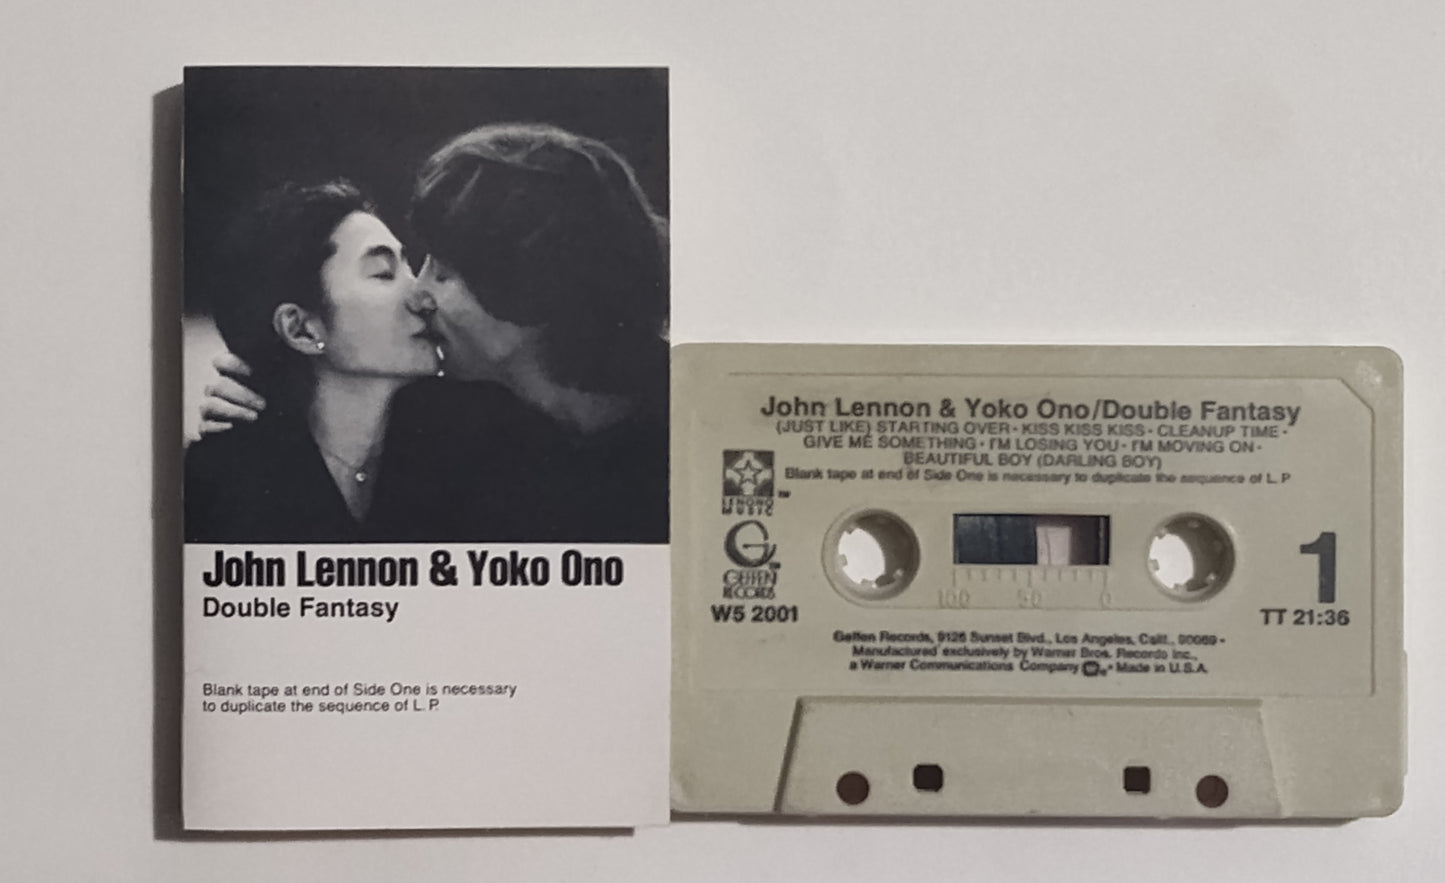 John Lennon & Yoko Ono
Double Fantasy
Blank tape at end of Side One is necessary
to duplicate the sequence of L.P.
John Lennon & Yoko Ono/Double Fantasy
(JUST LIKE) STARTING OVER • KISS KISS KISS • CLEANUP TIME •
GIVE ME SOMETHING • I'M LOSING YOU • I'M MOVING ON •
BEAUTIFUL BOY (DARLING BOY)
Blank tape at end of Side One is necessary to duplicate the sequence of L.P.
LENONO
MUSIC
TM
GEFFEN
RECORDS
W5 2001
100 50 0
1
TT 21:36
Geffen Records, 9126 Sunset Blvd., Los Angeles, Calif., 90069 •
Manufactured exclusively by Warner Bros. Records Inc.,
a Warner Communications Company • Made in U.S.A.